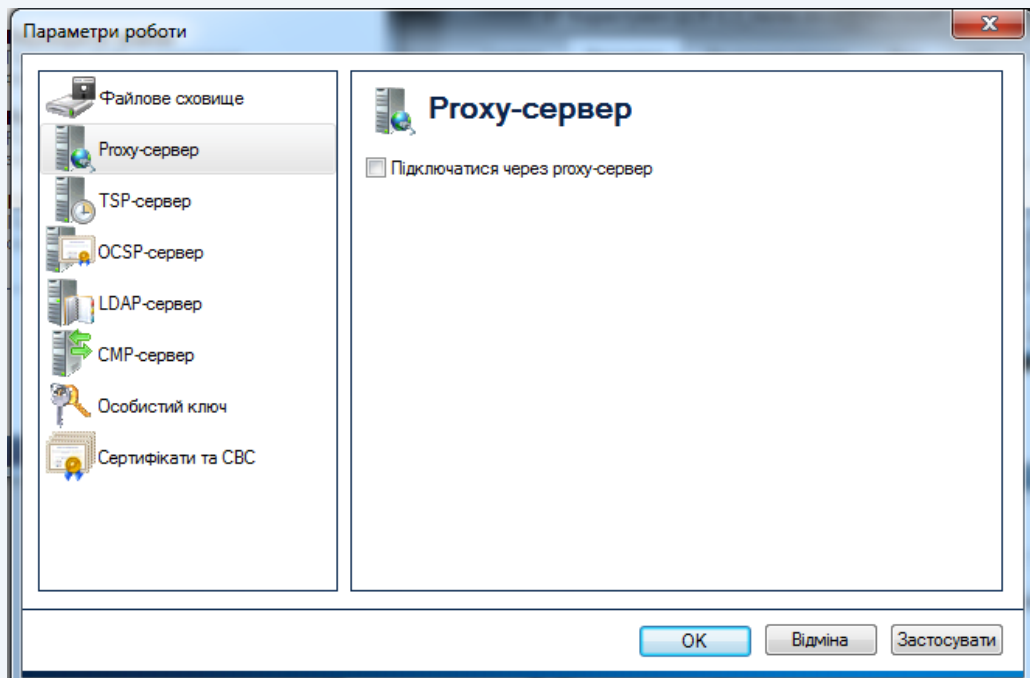 Параметри роботи
Файлове сховище
Proxy-сервер
TSP-сервер
OCSP-сервер
LDAP-сервер
CMP-сервер
Особистий ключ
Сертифікати та СВС
Proxy-сервер
Підключатися через proxy-сервер
OK
Відміна
Застосувати